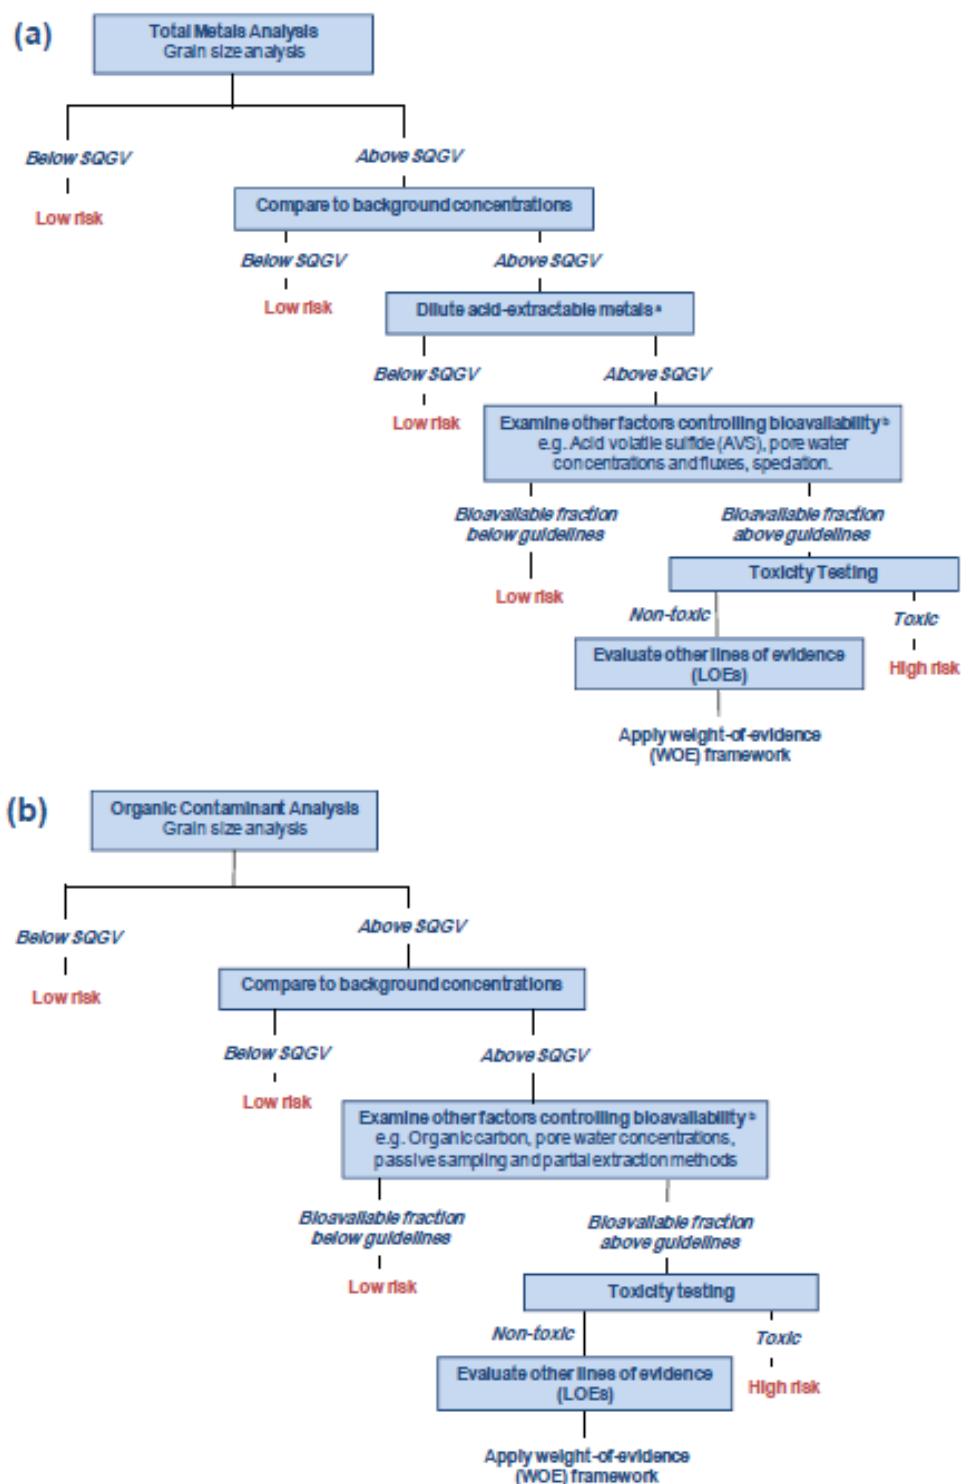 (a)
Total Metals Analysis
Grain size analysis
Below SQGV
Above SQGV
Low risk
Compare to background concentrations
Below SQGV
Above SQGV
Low risk
Dilute acid-extractable metals a
Below SQGV
Above SQGV
Low risk
Examine other factors controlling bioavailability b
e.g. Acid volatile sulfide (AVS), pore water
concentrations and fluxes, speciation.
Bioavailable fraction
below guidelines
Bioavailable fraction
above guidelines
Low risk
Toxicity Testing
Non-toxic
Toxic
Evaluate other lines of evidence
(LOEs)
High risk
Apply weight-of-evidence
(WOE) framework
(b)
Organic Contaminant Analysis
Grain size analysis
Below SQGV
Above SQGV
Low risk
Compare to background concentrations
Below SQGV
Above SQGV
Low risk
Examine other factors controlling bioavailability b
e.g. Organic carbon, pore water concentrations,
passive sampling and partial extraction methods
Bioavailable fraction
below guidelines
Bioavailable fraction
above guidelines
Low risk
Toxicity testing
Non-toxic
Toxic
Evaluate other lines of evidence
(LOEs)
High risk
Apply weight-of-evidence
(WOE) framework